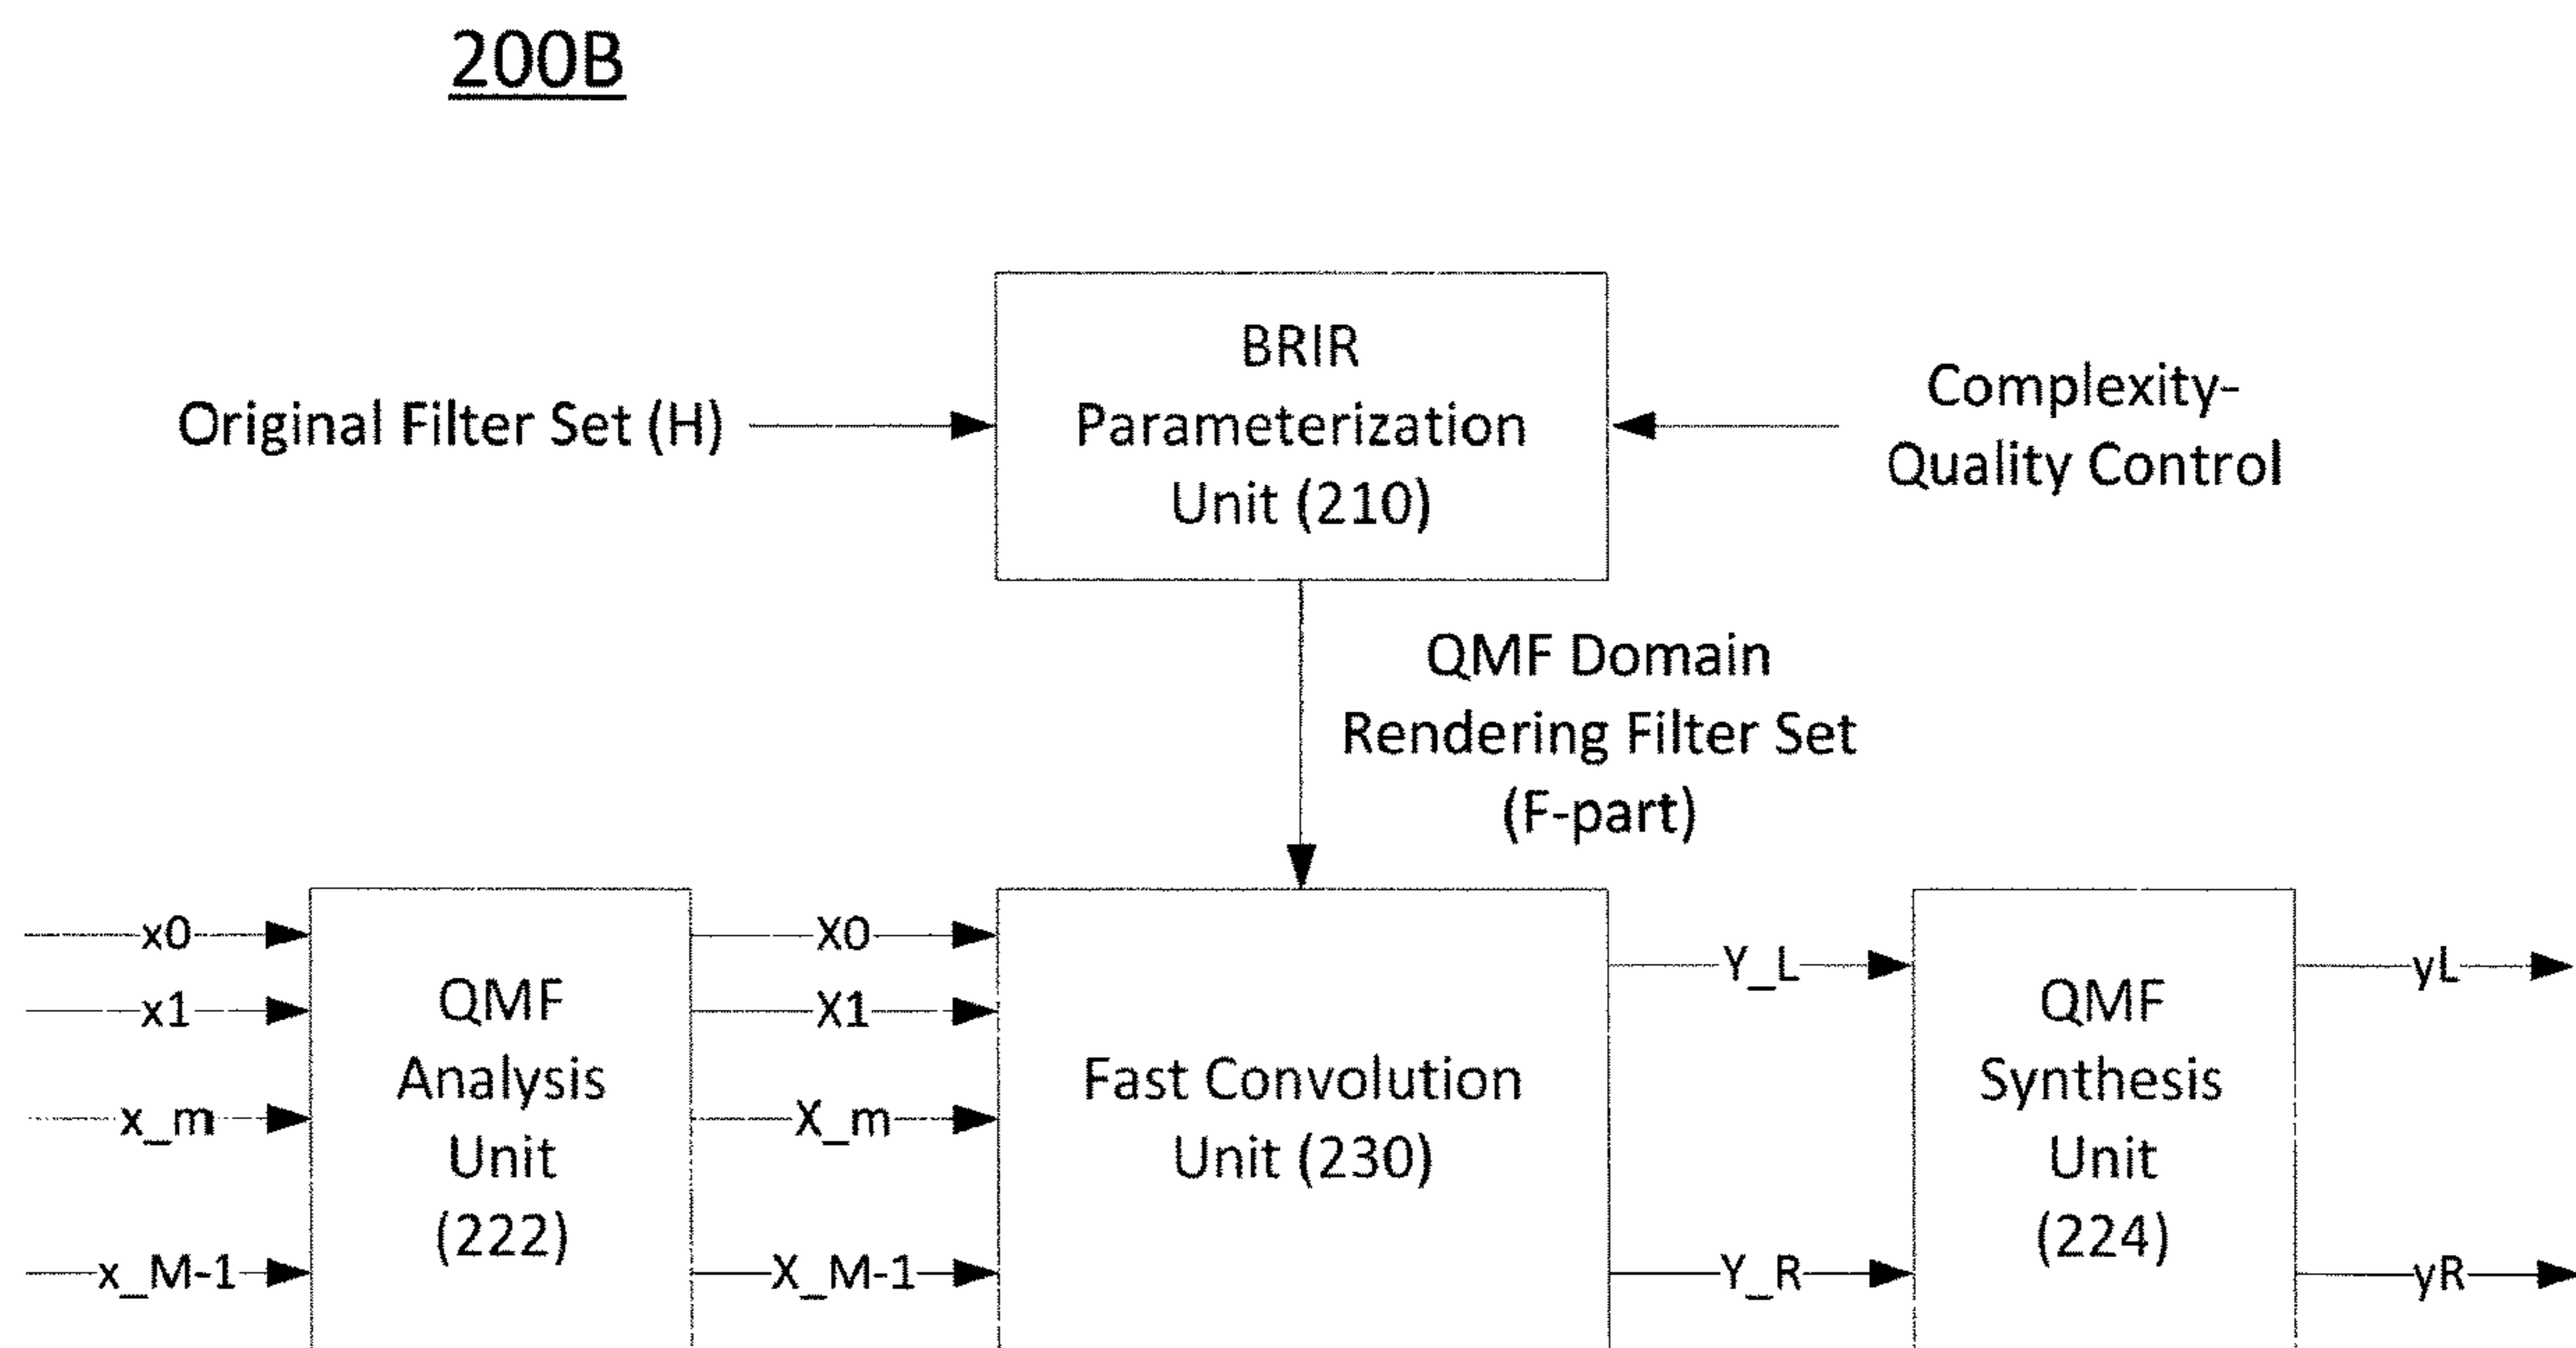 200B
BRIR
Parameterization
Unit (210)
Original Filter Set (H)
Complexity-
Quality Control
QMF Domain
Rendering Filter Set
(F-part)
x0
x1
x_m
x_M-1
QMF
Analysis
Unit
(222)
X0
X1
X_m
X_M-1
Fast Convolution
Unit (230)
Y_L
Y_R
QMF
Synthesis
Unit
(224)
yL
yR